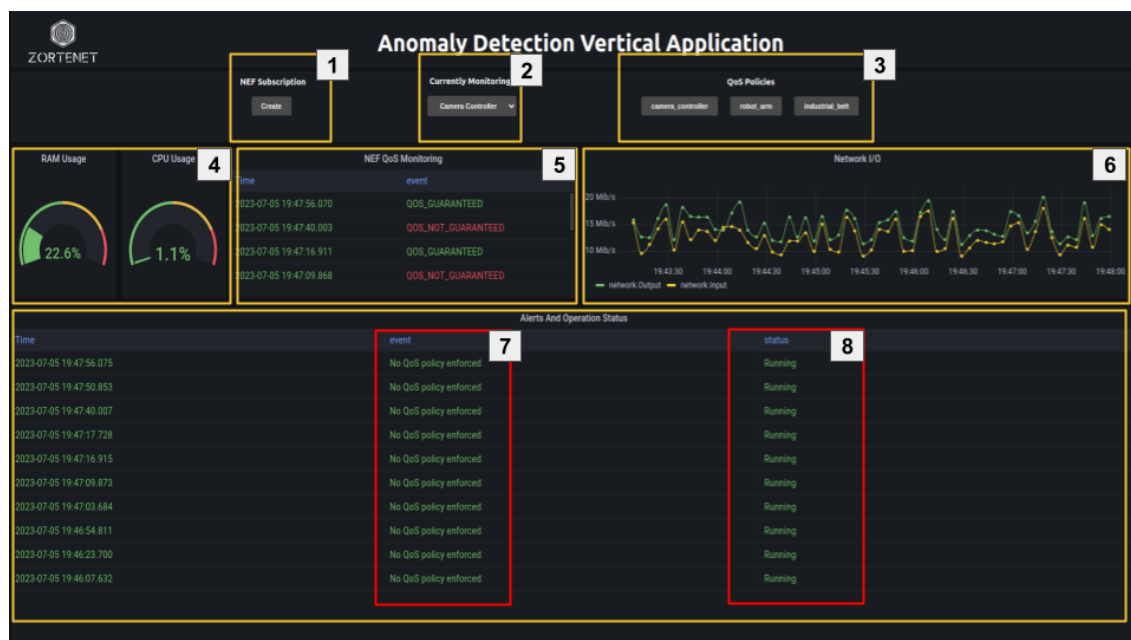 ZORTENET
Anomaly Detection Vertical Application
1
2
3
NEF Subscription
Currently Monitoring
QoS Policies
Create
Camera Controller
camera_controller robot_arm industrial_belt
RAM Usage
CPU Usage
4
22.6%
1.1%
NEF QoS Monitoring
5
Time event
2023-07-05 19:47:56.070 QOS_GUARANTEED
2023-07-05 19:47:40.003 QOS_NOT_GUARANTEED
2023-07-05 19:47:16.911 QOS_GUARANTEED
2023-07-05 19:47:09.868 QOS_NOT_GUARANTEED
Network I/O
6
20 Mib/s
15 Mib/s
10 Mib/s
19:43:30 19:44:00 19:44:30 19:45:00 19:45:30 19:46:00 19:46:30 19:47:00 19:47:30 19:48:00
network.Output network.Input
Alerts And Operation Status
Time event 7 status 8
2023-07-05 19:47:56.075 No QoS policy enforced Running
2023-07-05 19:47:50.853 No QoS policy enforced Running
2023-07-05 19:47:40.007 No QoS policy enforced Running
2023-07-05 19:47:17.728 No QoS policy enforced Running
2023-07-05 19:47:16.915 No QoS policy enforced Running
2023-07-05 19:47:09.873 No QoS policy enforced Running
2023-07-05 19:47:03.684 No QoS policy enforced Running
2023-07-05 19:46:54.811 No QoS policy enforced Running
2023-07-05 19:46:23.700 No QoS policy enforced Running
2023-07-05 19:46:07.632 No QoS policy enforced Running